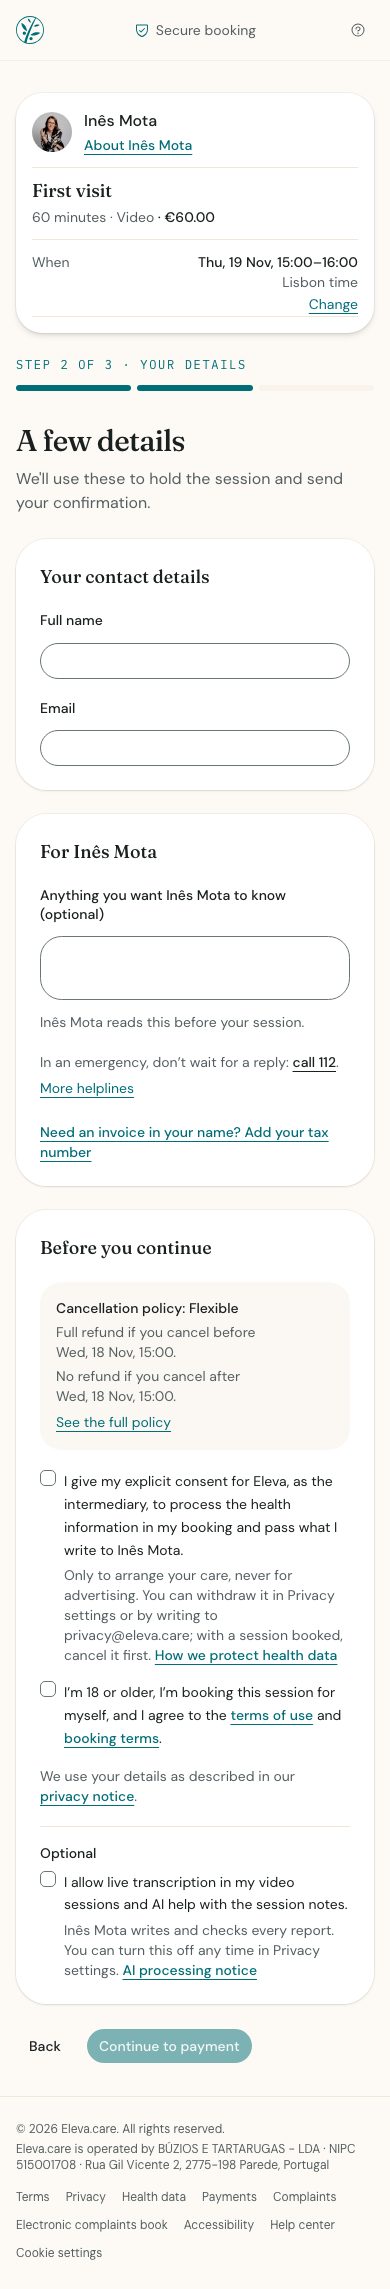 Secure booking
Inês Mota
About Inês Mota
First visit
60 minutes · Video · €60.00
When
Thu, 19 Nov, 15:00–16:00
Lisbon time
Change
STEP 2 OF 3 · YOUR DETAILS
A few details
We'll use these to hold the session and send
your confirmation.
Your contact details
Full name
Email
For Inês Mota
Anything you want Inês Mota to know
(optional)
Inês Mota reads this before your session.
In an emergency, don’t wait for a reply: call 112.
More helplines
Need an invoice in your name? Add your tax
number
Before you continue
Cancellation policy: Flexible
Full refund if you cancel before
Wed, 18 Nov, 15:00.
No refund if you cancel after
Wed, 18 Nov, 15:00.
See the full policy
I give my explicit consent for Eleva, as the
intermediary, to process the health
information in my booking and pass what I
write to Inês Mota.
Only to arrange your care, never for
advertising. You can withdraw it in Privacy
settings or by writing to
privacy@eleva.care; with a session booked,
cancel it first. How we protect health data
I’m 18 or older, I’m booking this session for
myself, and I agree to the terms of use and
booking terms.
We use your details as described in our
privacy notice.
Optional
I allow live transcription in my video
sessions and AI help with the session notes.
Inês Mota writes and checks every report.
You can turn this off any time in Privacy
settings. AI processing notice
Back
Continue to payment
© 2026 Eleva.care. All rights reserved.
Eleva.care is operated by BÚZIOS E TARTARUGAS - LDA · NIPC
515001708 · Rua Gil Vicente 2, 2775-198 Parede, Portugal
Terms Privacy Health data Payments Complaints
Electronic complaints book Accessibility Help center
Cookie settings